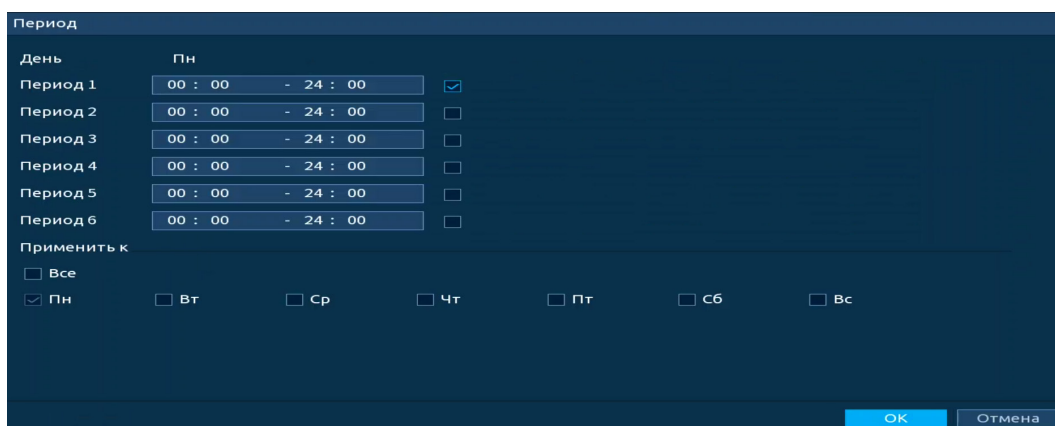 Период
День Пн
Период 1 00 : 00 - 24 : 00
Период 2 00 : 00 - 24 : 00
Период 3 00 : 00 - 24 : 00
Период 4 00 : 00 - 24 : 00
Период 5 00 : 00 - 24 : 00
Период 6 00 : 00 - 24 : 00
Применить к
Все
Пн Вт Ср Чт Пт Сб Вс
OK Отмена